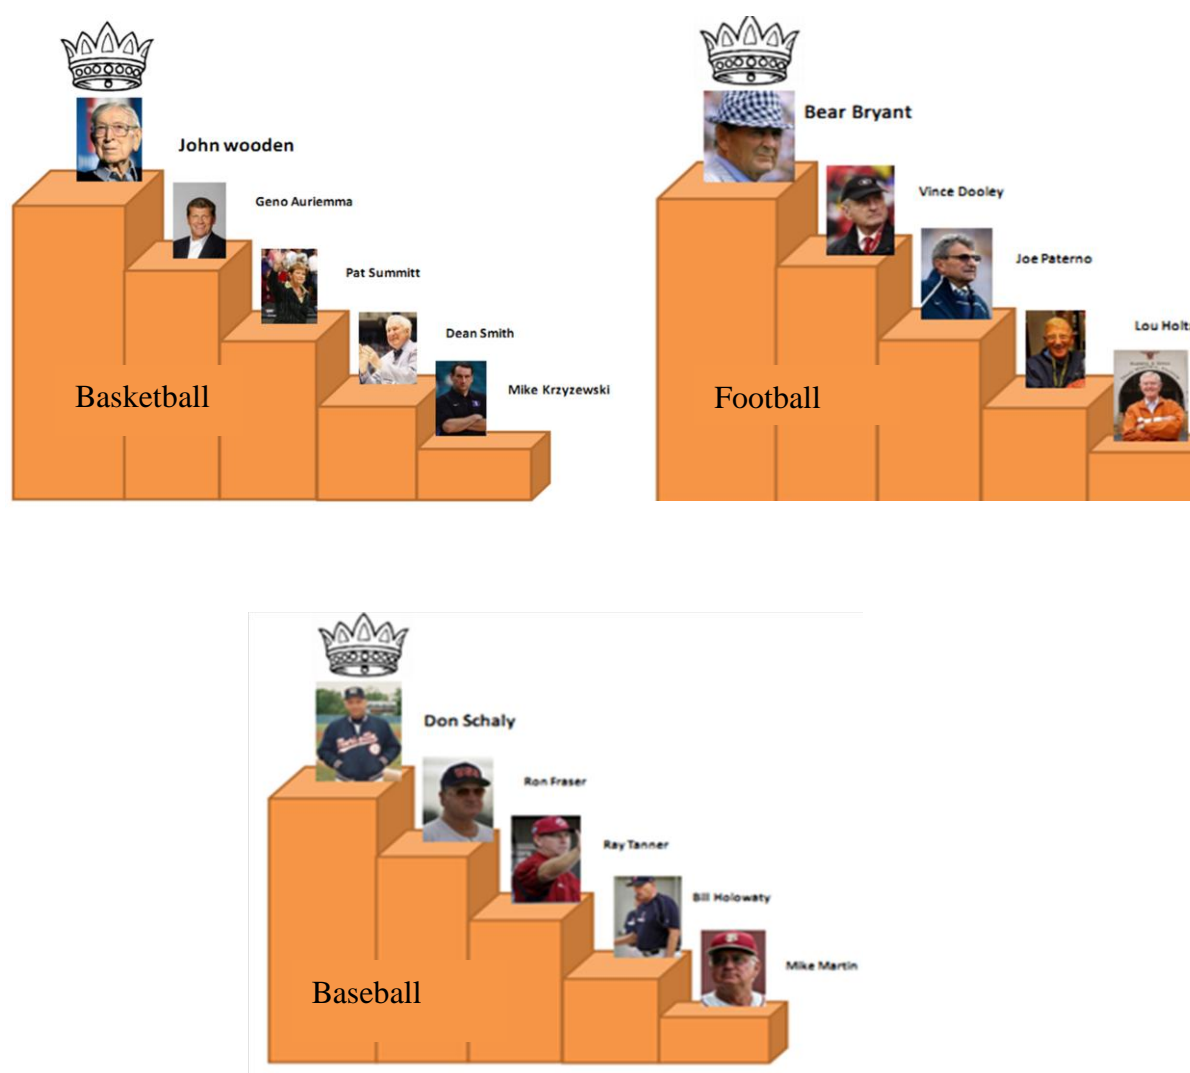 John wooden
Geno Auriemma
Pat Summitt
Dean Smith
Mike Krzyzewski
Basketball
Bear Bryant
Vince Dooley
Joe Paterno
Lou Holt
Football
Don Schaly
Ron Fraser
Ray Tanner
Bill Holowaty
Mike Martin
Baseball